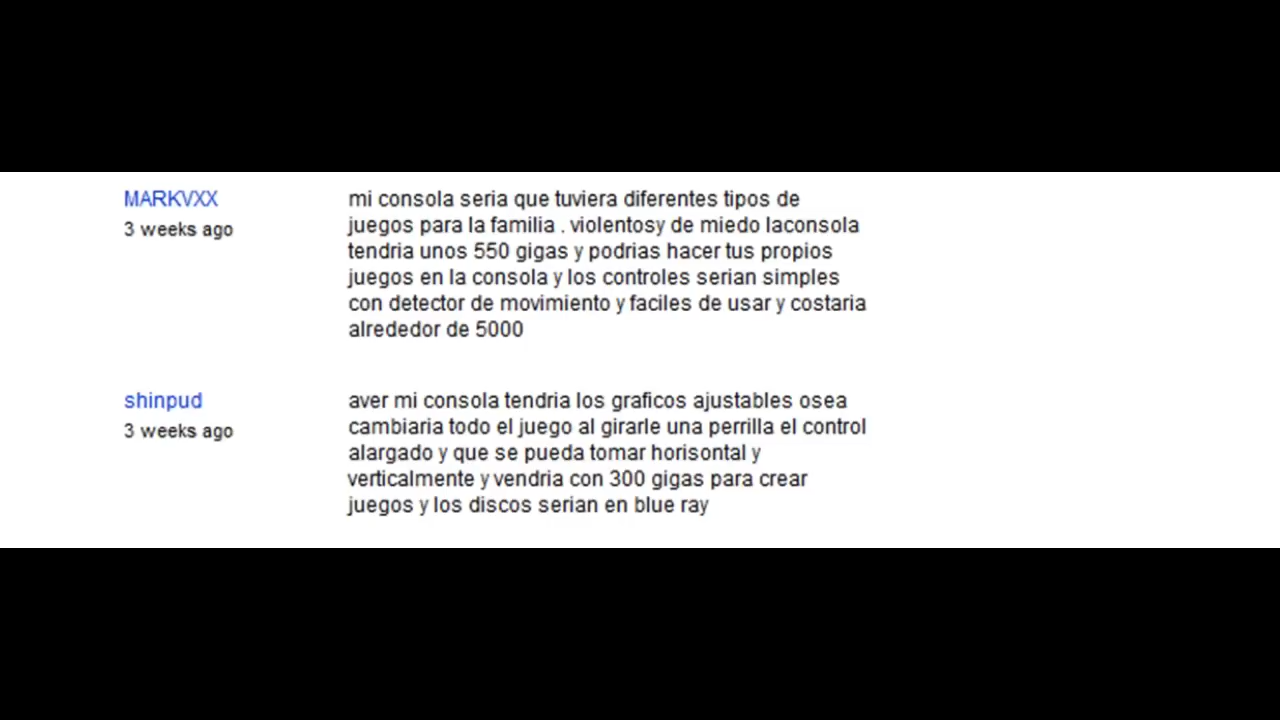 MARKVXX
3 weeks ago
mi consola seria que tuviera diferentes tipos de
juegos para la familia . violentosy de miedo laconsola
tendria unos 550 gigas y podrias hacer tus propios
juegos en la consola y los controles serian simples
con detector de movimiento y faciles de usar y costaria
alrededor de 5000
shinpud
3 weeks ago
aver mi consola tendria los graficos ajustables osea
cambiaria todo el juego al girarle una perrilla el control
alargado y que se pueda tomar horisontal y
verticalmente y vendria con 300 gigas para crear
juegos y los discos serian en blue ray